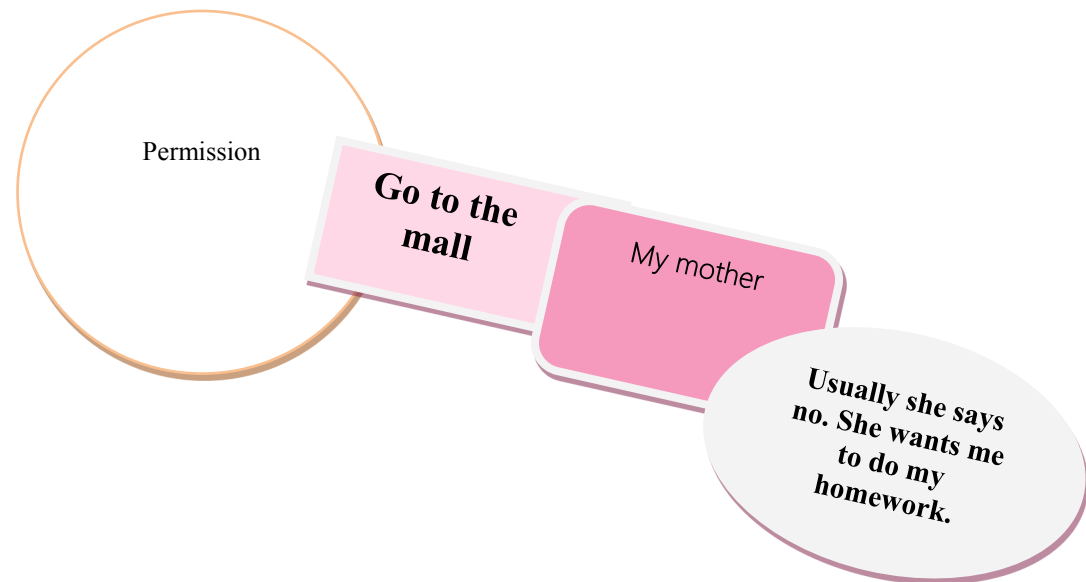 Permission
Go to the
mall
My mother
Usually she says
no. She wants me
to do my
homework.